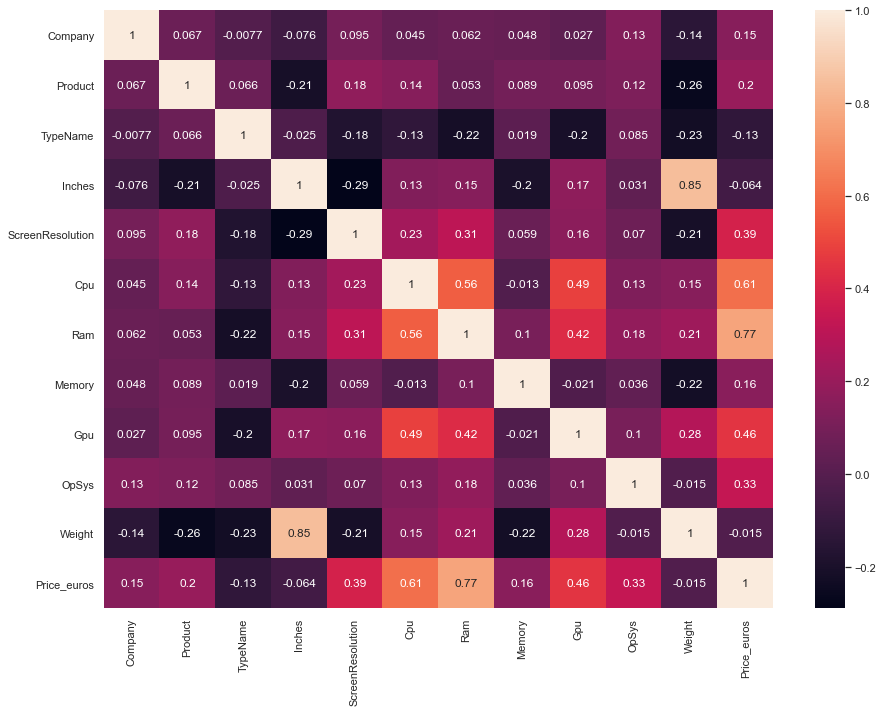 Company 1 0.067 -0.0077 -0.076 0.095 0.045 0.062 0.048 0.027 0.13 -0.14 0.15
Product 0.067 1 0.066 -0.21 0.18 0.14 0.053 0.089 0.095 0.12 -0.26 0.2
TypeName -0.0077 0.066 1 -0.025 -0.18 -0.13 -0.22 0.019 -0.2 0.085 -0.23 -0.13
Inches -0.076 -0.21 -0.025 1 -0.29 0.13 0.15 -0.2 0.17 0.031 0.85 -0.064
ScreenResolution 0.095 0.18 -0.18 -0.29 1 0.23 0.31 0.059 0.16 0.07 -0.21 0.39
Cpu 0.045 0.14 -0.13 0.13 0.23 1 0.56 -0.013 0.49 0.13 0.15 0.61
Ram 0.062 0.053 -0.22 0.15 0.31 0.56 1 0.1 0.42 0.18 0.21 0.77
Memory 0.048 0.089 0.019 -0.2 0.059 -0.013 0.1 1 -0.021 0.036 -0.22 0.16
Gpu 0.027 0.095 -0.2 0.17 0.16 0.49 0.42 -0.021 1 0.1 0.28 0.46
OpSys 0.13 0.12 0.085 0.031 0.07 0.13 0.18 0.036 0.1 1 -0.015 0.33
Weight -0.14 -0.26 -0.23 0.85 -0.21 0.15 0.21 -0.22 0.28 -0.015 1 -0.015
Price_euros 0.15 0.2 -0.13 -0.064 0.39 0.61 0.77 0.16 0.46 0.33 -0.015 1
Company Product TypeName Inches ScreenResolution Cpu Ram Memory Gpu OpSys Weight Price_euros
1.0
0.8
0.6
0.4
0.2
0.0
−0.2